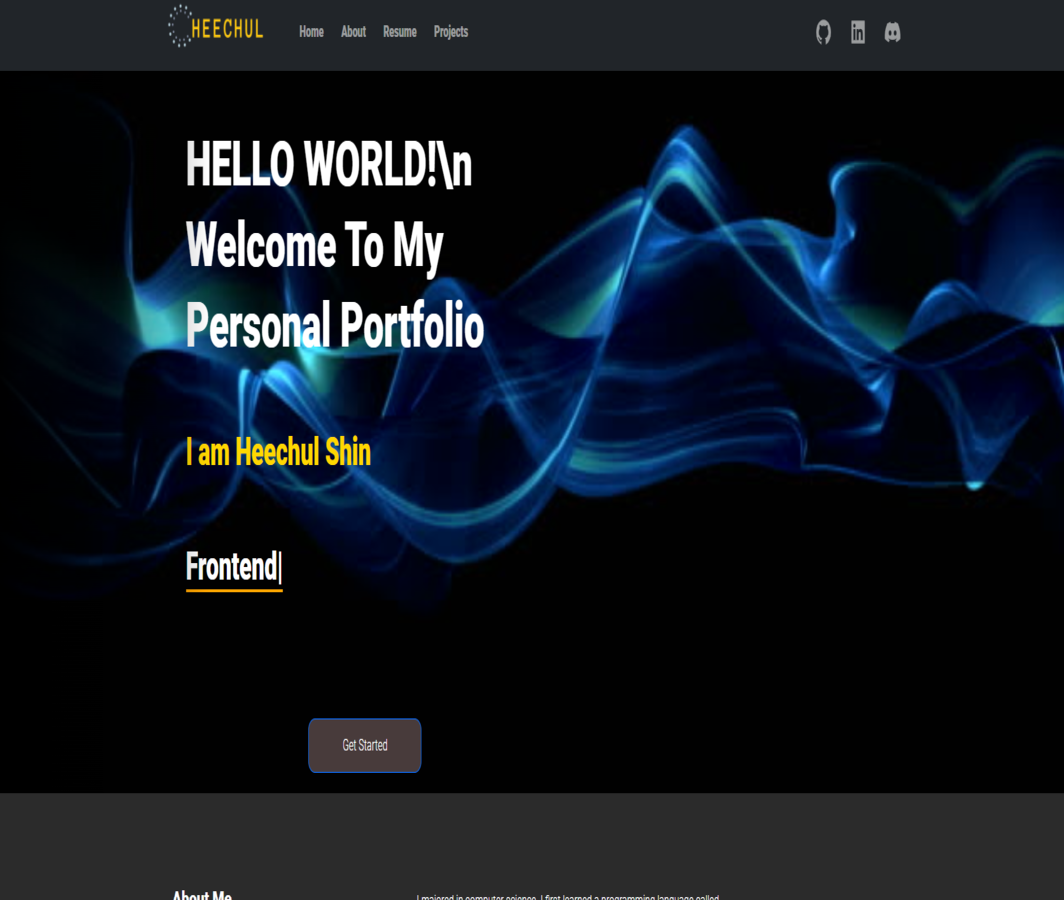 HEECHUL
Home About Resume Projects
HELLO WORLD!\n
Welcome To My
Personal Portfolio
I am Heechul Shin
Frontend|
Get Started
About Me
I majored in computer science. I first learned a programming language called